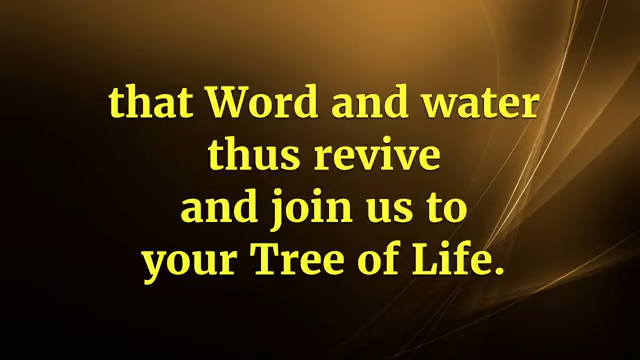 that Word and water
thus revive
and join us to
your Tree of Life.